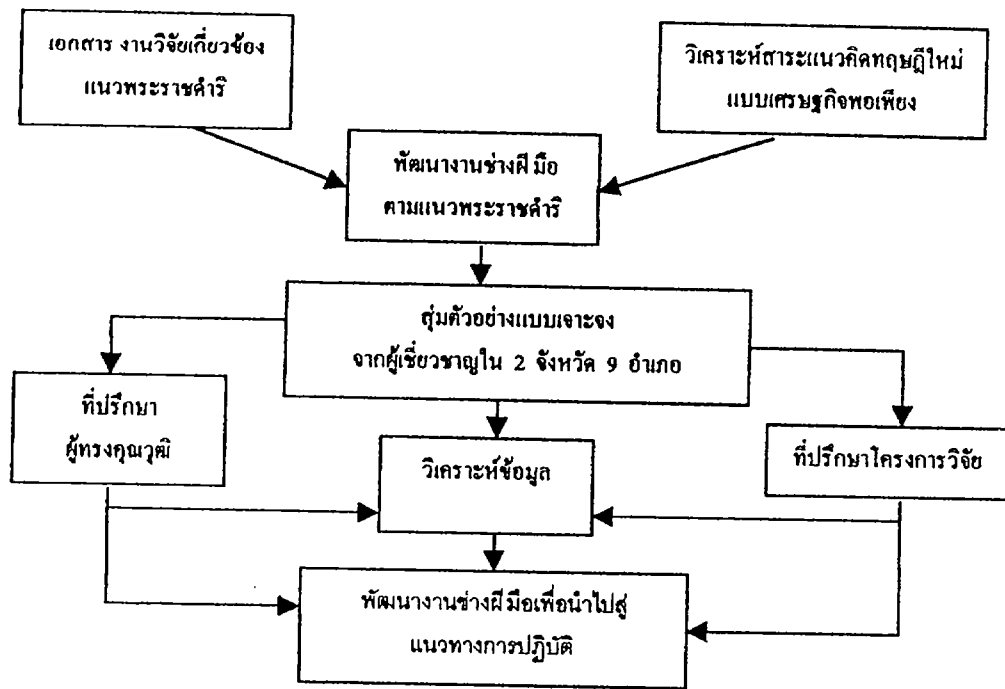 เอกสาร งานวิจัยเกี่ยวข้อง
แนวพระราชดำริ
วิเคราะห์สาระแนวคิดทฤษฎีใหม่
แบบเศรษฐกิจพอเพียง
พัฒนางานช่างฝีมือ
ตามแนวพระราชดำริ
สุ่มตัวอย่างแบบเจาะจง
จากผู้เชี่ยวชาญใน 2 จังหวัด 9 อำเภอ
ที่ปรึกษา
ผู้ทรงคุณวุฒิ
วิเคราะห์ข้อมูล
ที่ปรึกษาโครงการวิจัย
พัฒนางานช่างฝีมือเพื่อนำไปสู่
แนวทางการปฏิบัติ